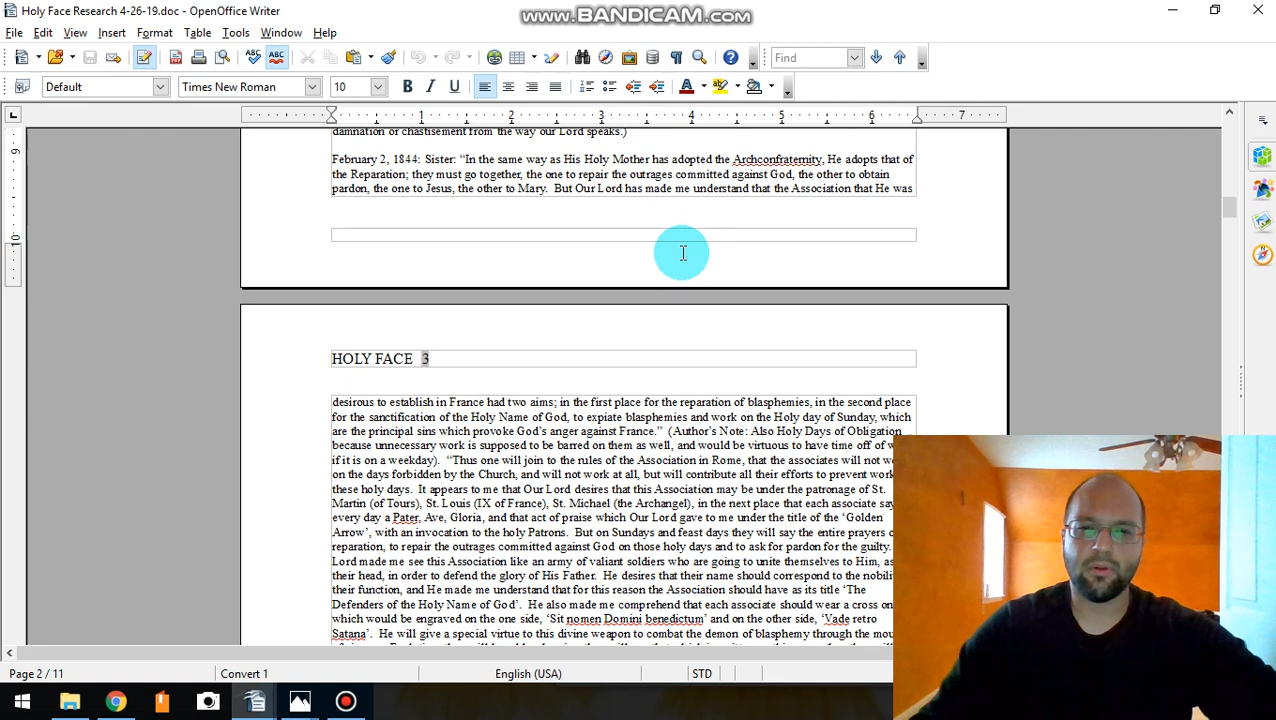 Holy Face Research 4-26-19.doc - OpenOffice Writer
www.BANDICAM.com
File Edit View Insert Format Table Tools Window Help
Find
Default Times New Roman 10
1 2 3 4 5 6 7
9
10
damnation or chastisement from the way our Lord speaks.)
February 2, 1844: Sister: “In the same way as His Holy Mother has adopted the Archconfraternity, He adopts that of
the Reparation; they must go together, the one to repair the outrages committed against God, the other to obtain
pardon, the one to Jesus, the other to Mary.  But Our Lord has made me understand that the Association that He was
HOLY FACE 3
desirous to establish in France had two aims; in the first place for the reparation of blasphemies, in the second place
for the sanctification of the Holy Name of God, to expiate blasphemies and work on the Holy day of Sunday, which
are the principal sins which provoke God’s anger against France.”  (Author’s Note: Also Holy Days of Obligation
because unnecessary work is supposed to be barred on them as well, and would be virtuous to have time off of
if it is on a weekday).  “Thus one will join to the rules of the Association in Rome, that the associates will not
on the days forbidden by the Church, and will not work at all, but will contribute all their efforts to prevent
these holy days.  It appears to me that Our Lord desires that this Association may be under the patronage of St.
Martin (of Tours), St. Louis (IX of France), St. Michael (the Archangel), in the next place that each associate
every day a Pater, Ave, Gloria, and that act of praise which Our Lord gave to me under the title of the ‘Golden
Arrow’, with an invocation to the holy Patrons.  But on Sundays and feast days they will say the entire prayers
reparation, to repair the outrages committed against God on those holy days and to ask for pardon for the guilty.
Lord made me see this Association like an army of valiant soldiers who are going to unite themselves to Him, as
their head, in order to defend the glory of His Father.  He desires that their name should correspond to the
their function, and He made me understand that for this reason the Association should have as its title ‘The
Defenders of the Holy Name of God’.  He also made me comprehend that each associate should wear a cross on
which would be engraved on the one side, ‘Sit nomen Domini benedictum’ and on the other side, ‘Vade retro
Satana’.  He will give a special virtue to this divine weapon to combat the demon of blasphemy through the
Page 2 / 11 Convert 1 English (USA) STD